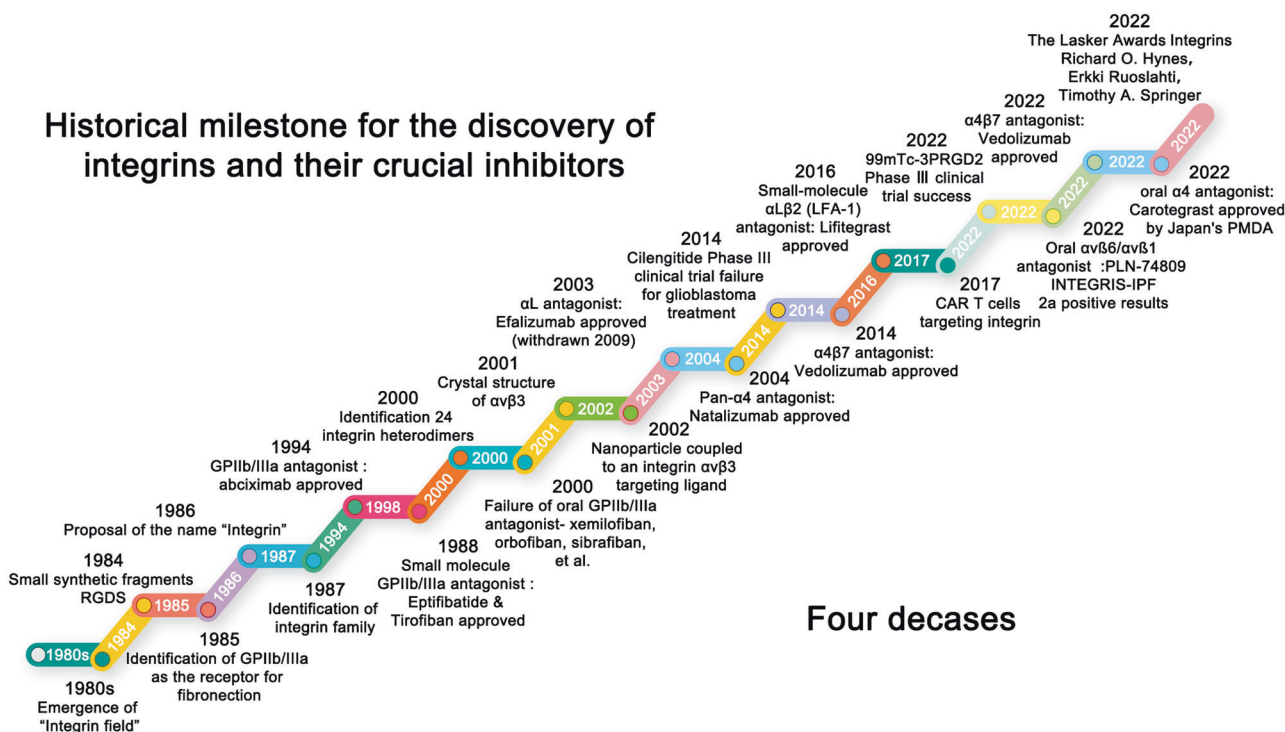 Historical milestone for the discovery of
integrins and their crucial inhibitors
1980s
1980s
Emergence of
“Integrin field”
1984
Small synthetic fragments
RGDS
1984
1985
1985
Identification of GPIIb/IIIa
as the receptor for
fibronection
1986
Proposal of the name “Integrin”
1986
1987
1987
Identification of
integrin family
1994
GPIIb/IIIa antagonist :
abciximab approved
1994
1998
1988
Small molecule
GPIIb/IIIa antagonist :
Eptifibatide &
Tirofiban approved
2000
Identification 24
integrin heterodimers
2000
2000
2000
Failure of oral GPIIb/IIIa
antagonist- xemilofiban,
orbofiban, sibrafiban,
et al.
2001
Crystal structure
of αvβ3
2001
2002
2002
Nanoparticle coupled
to an integrin αvβ3
targeting ligand
2003
αL antagonist:
Efalizumab approved
(withdrawn 2009)
2003
2004
2004
Pan-α4 antagonist:
Natalizumab approved
2014
Cilengitide Phase III
clinical trial failure
for glioblastoma
treatment
2014
2014
2014
α4β7 antagonist:
Vedolizumab approved
2016
Small-molecule
αLβ2 (LFA-1)
antagonist: Lifitegrast
approved
2016
2017
2017
CAR T cells
targeting integrin
2022
99mTc-3PRGD2
Phase III clinical
trial success
2022
2022
2022
Oral αvß6/αvß1
antagonist :PLN-74809
INTEGRIS-IPF
2a positive results
2022
α4β7 antagonist:
Vedolizumab
approved
2022
2022
2022
oral α4 antagonist:
Carotegrast approved
by Japan's PMDA
2022
The Lasker Awards Integrins
Richard O. Hynes,
Erkki Ruoslahti,
Timothy A. Springer
2022
Four decases